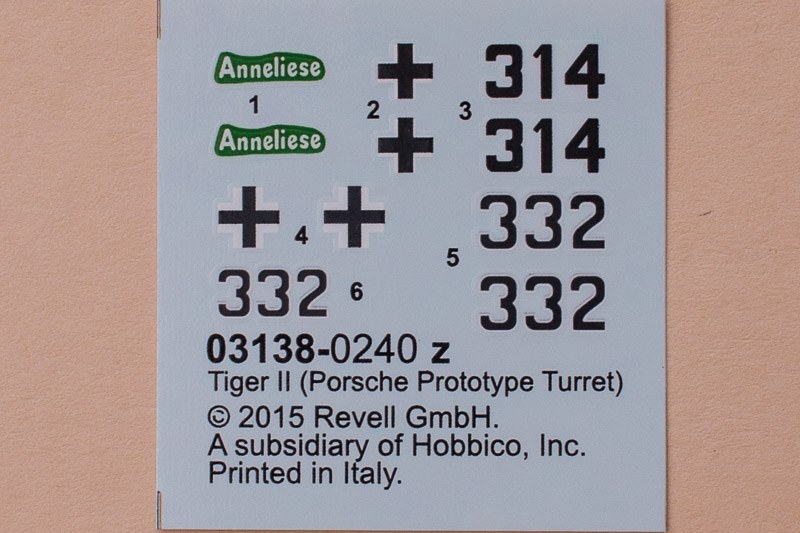 Anneliese
1
Anneliese
2
3
314
314
4
5
332
332
332
6
03138-0240 z
Tiger II (Porsche Prototype Turret)
© 2015 Revell GmbH.
A subsidiary of Hobbico, Inc.
Printed in Italy.